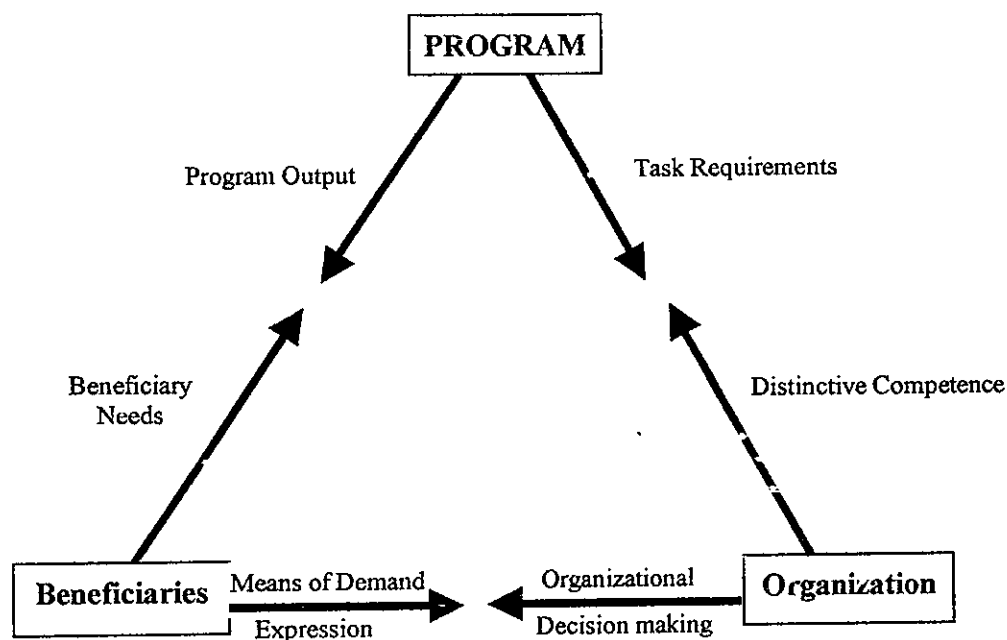 PROGRAM
Program Output
Task Requirements
Beneficiary
Needs
Distinctive Competence
Beneficiaries
Means of Demand
Expression
Organizational
Decision making
Organization